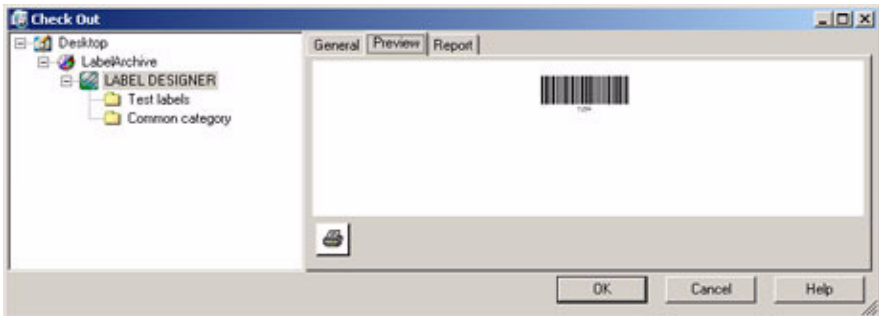 Check Out
Desktop
LabelArchive
LABEL DESIGNER
Test labels
Common category
General Preview Report
OK Cancel Help